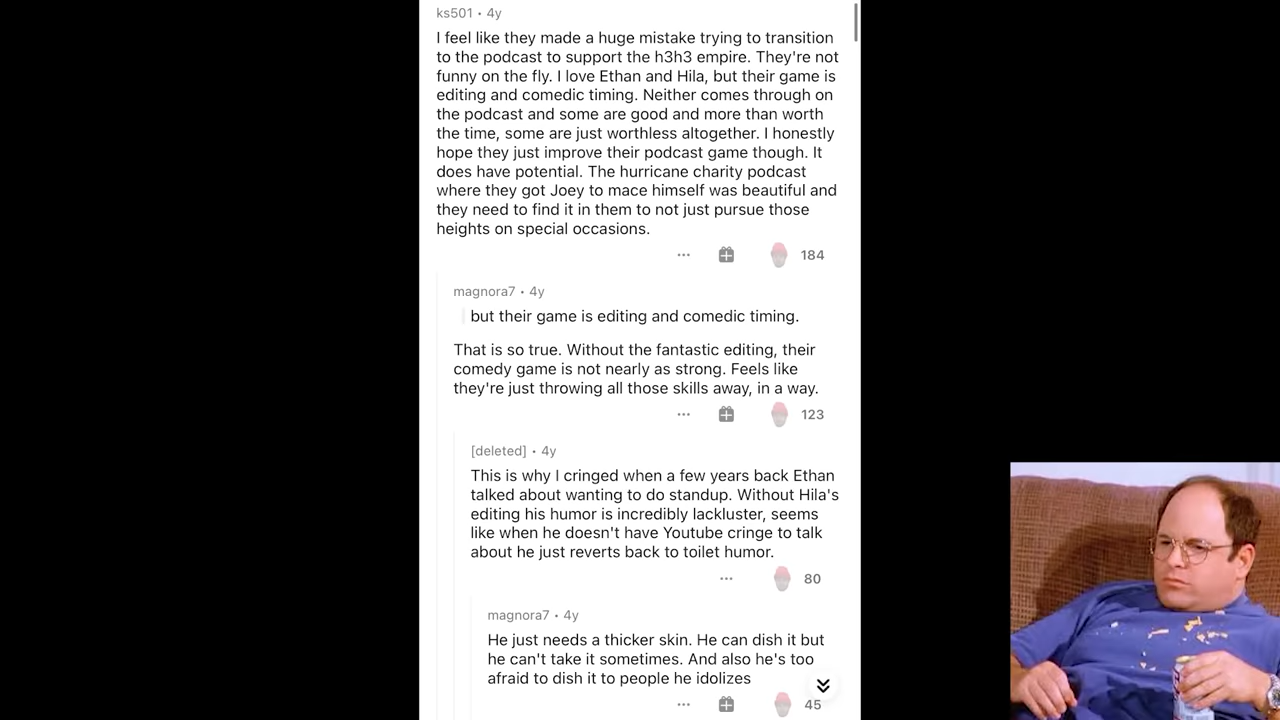 ks501 • 4y
I feel like they made a huge mistake trying to transition
to the podcast to support the h3h3 empire. They're not
funny on the fly. I love Ethan and Hila, but their game is
editing and comedic timing. Neither comes through on
the podcast and some are good and more than worth
the time, some are just worthless altogether. I honestly
hope they just improve their podcast game though. It
does have potential. The hurricane charity podcast
where they got Joey to mace himself was beautiful and
they need to find it in them to not just pursue those
heights on special occasions.
184
magnora7 • 4y
but their game is editing and comedic timing.
That is so true. Without the fantastic editing, their
comedy game is not nearly as strong. Feels like
they're just throwing all those skills away, in a way.
123
[deleted] • 4y
This is why I cringed when a few years back Ethan
talked about wanting to do standup. Without Hila's
editing his humor is incredibly lackluster, seems
like when he doesn't have Youtube cringe to talk
about he just reverts back to toilet humor.
80
magnora7 • 4y
He just needs a thicker skin. He can dish it but
he can't take it sometimes. And also he's too
afraid to dish it to people he idolizes
45